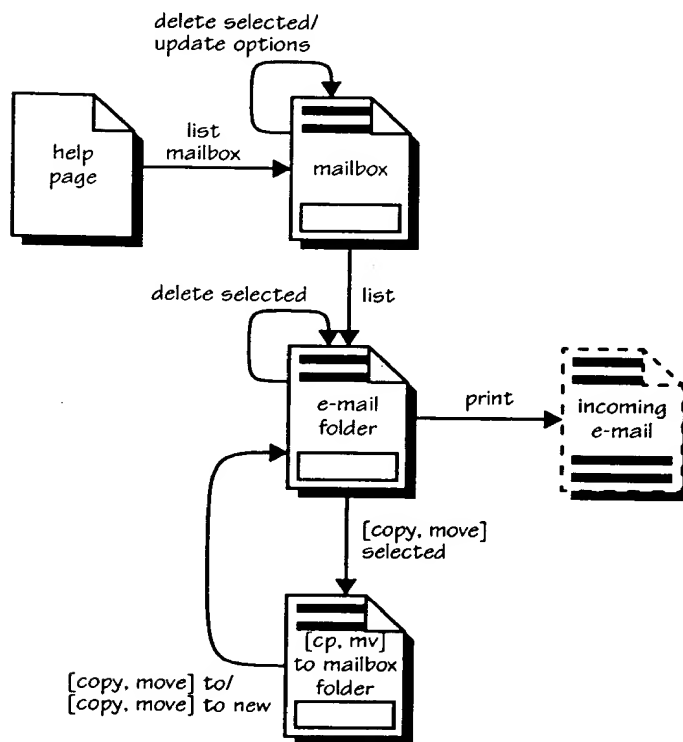 delete selected/
update options
help
page
list
mailbox
mailbox
delete selected
list
e-mail
folder
print
incoming
e-mail
[copy, move]
selected
[cp, mv]
to mailbox
folder
[copy, move] to/
[copy, move] to new